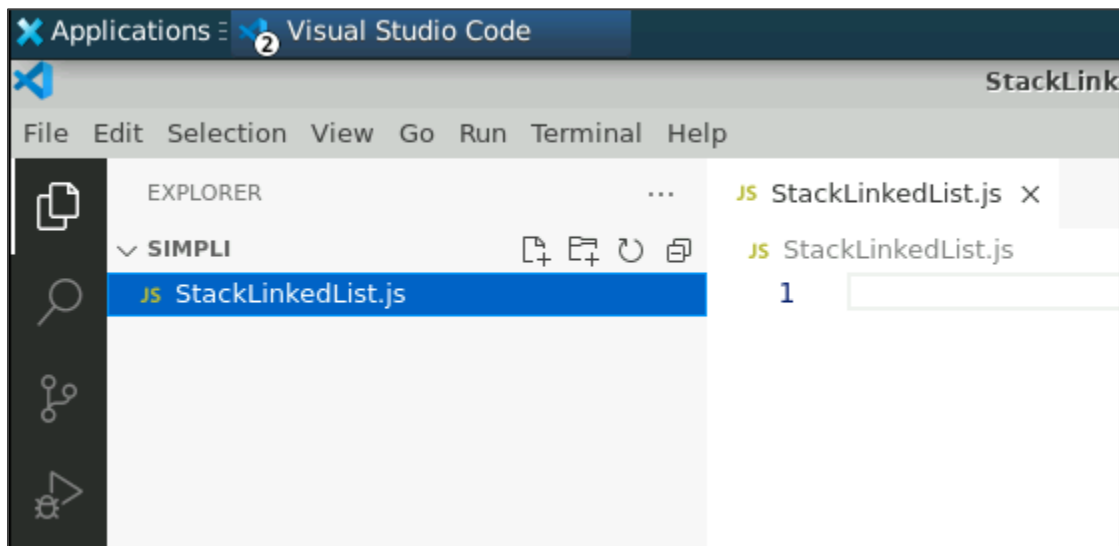 Applications
2 Visual Studio Code
StackLink
File Edit Selection View Go Run Terminal Help
EXPLORER ...
JS StackLinkedList.js
SIMPLI
JS StackLinkedList.js
JS StackLinkedList.js
1